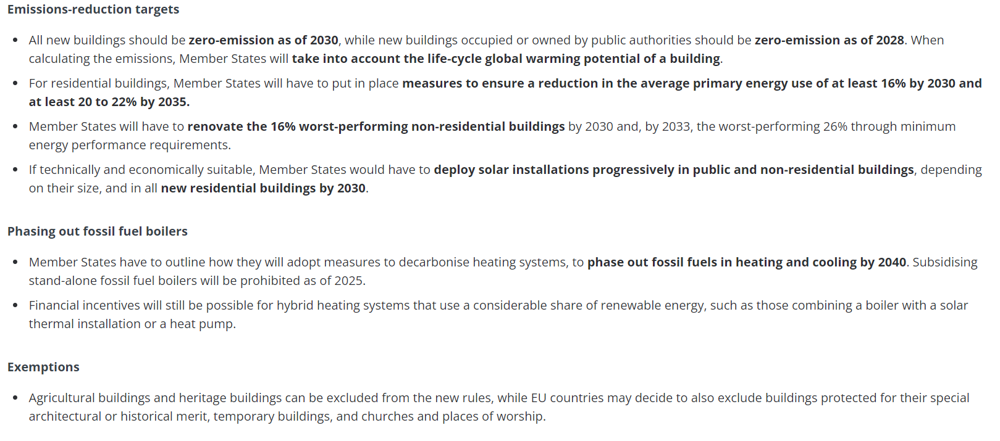 Emissions-reduction targets
• All new buildings should be zero-emission as of 2030, while new buildings occupied or owned by public authorities should be zero-emission as of 2028. When
calculating the emissions, Member States will take into account the life-cycle global warming potential of a building.
• For residential buildings, Member States will have to put in place measures to ensure a reduction in the average primary energy use of at least 16% by 2030 and
at least 20 to 22% by 2035.
• Member States will have to renovate the 16% worst-performing non-residential buildings by 2030 and, by 2033, the worst-performing 26% through minimum
energy performance requirements.
• If technically and economically suitable, Member States would have to deploy solar installations progressively in public and non-residential buildings, depending
on their size, and in all new residential buildings by 2030.
Phasing out fossil fuel boilers
• Member States have to outline how they will adopt measures to decarbonise heating systems, to phase out fossil fuels in heating and cooling by 2040. Subsidising
stand-alone fossil fuel boilers will be prohibited as of 2025.
• Financial incentives will still be possible for hybrid heating systems that use a considerable share of renewable energy, such as those combining a boiler with a solar
thermal installation or a heat pump.
Exemptions
• Agricultural buildings and heritage buildings can be excluded from the new rules, while EU countries may decide to also exclude buildings protected for their special
architectural or historical merit, temporary buildings, and churches and places of worship.